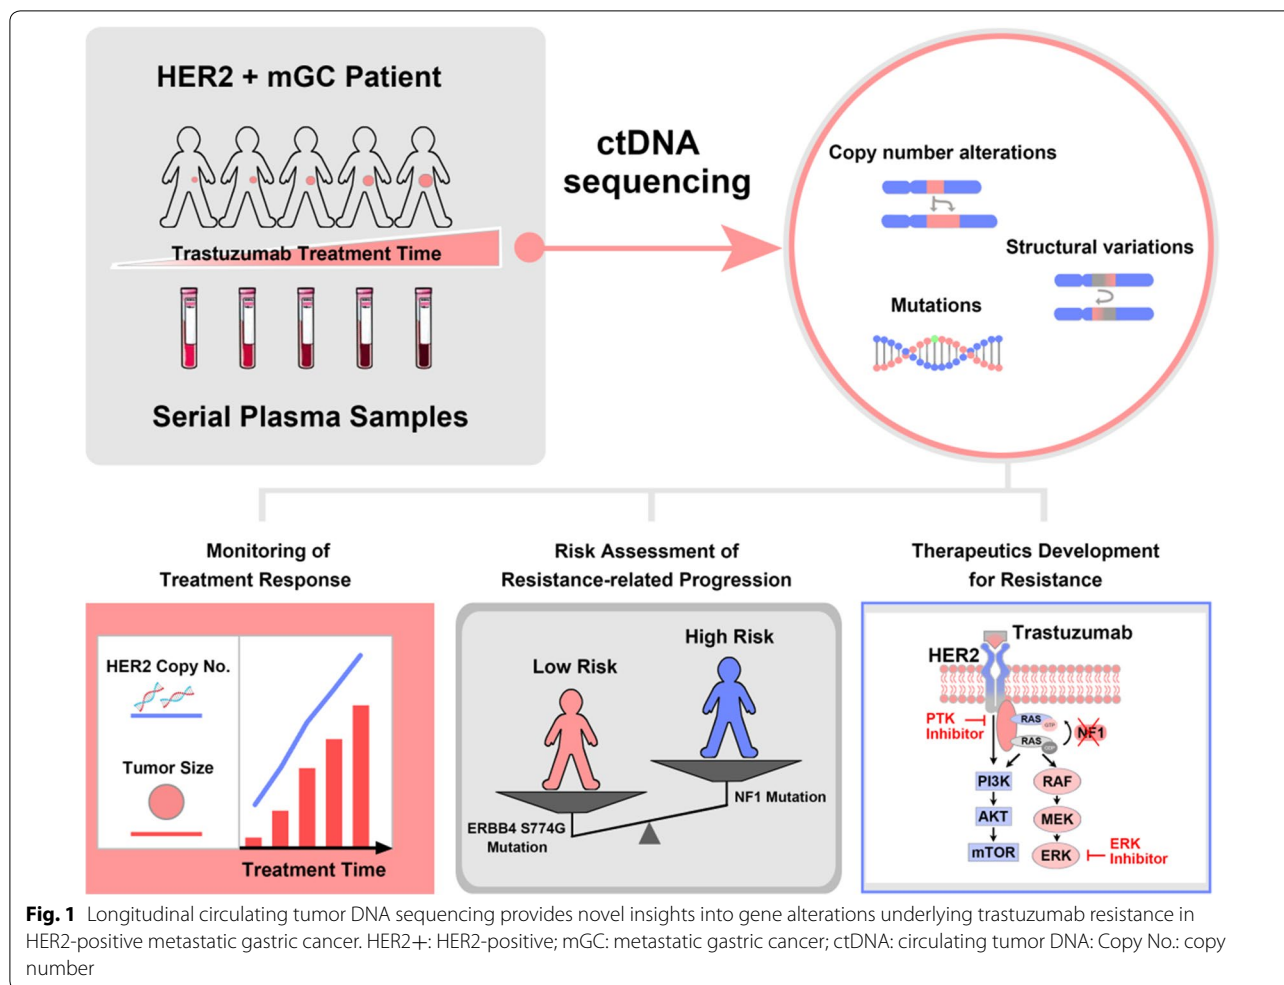 HER2 + mGC Patient
Trastuzumab Treatment Time
Serial Plasma Samples
ctDNA
sequencing
Copy number alterations
Structural variations
Mutations
Monitoring of
Treatment Response
HER2 Copy No.
Tumor Size
Treatment Time
Risk Assessment of
Resistance-related Progression
High Risk
Low Risk
NF1 Mutation
ERBB4 S774G
Mutation
Therapeutics Development
for Resistance
Trastuzumab
HER2
PTK
Inhibitor
RAS
GTP
NF1
RAS
GDP
PI3K
RAF
AKT
MEK
mTOR
ERK
ERK
Inhibitor
Fig. 1 Longitudinal circulating tumor DNA sequencing provides novel insights into gene alterations underlying trastuzumab resistance in
HER2-positive metastatic gastric cancer. HER2+: HER2-positive; mGC: metastatic gastric cancer; ctDNA: circulating tumor DNA: Copy No.: copy
number